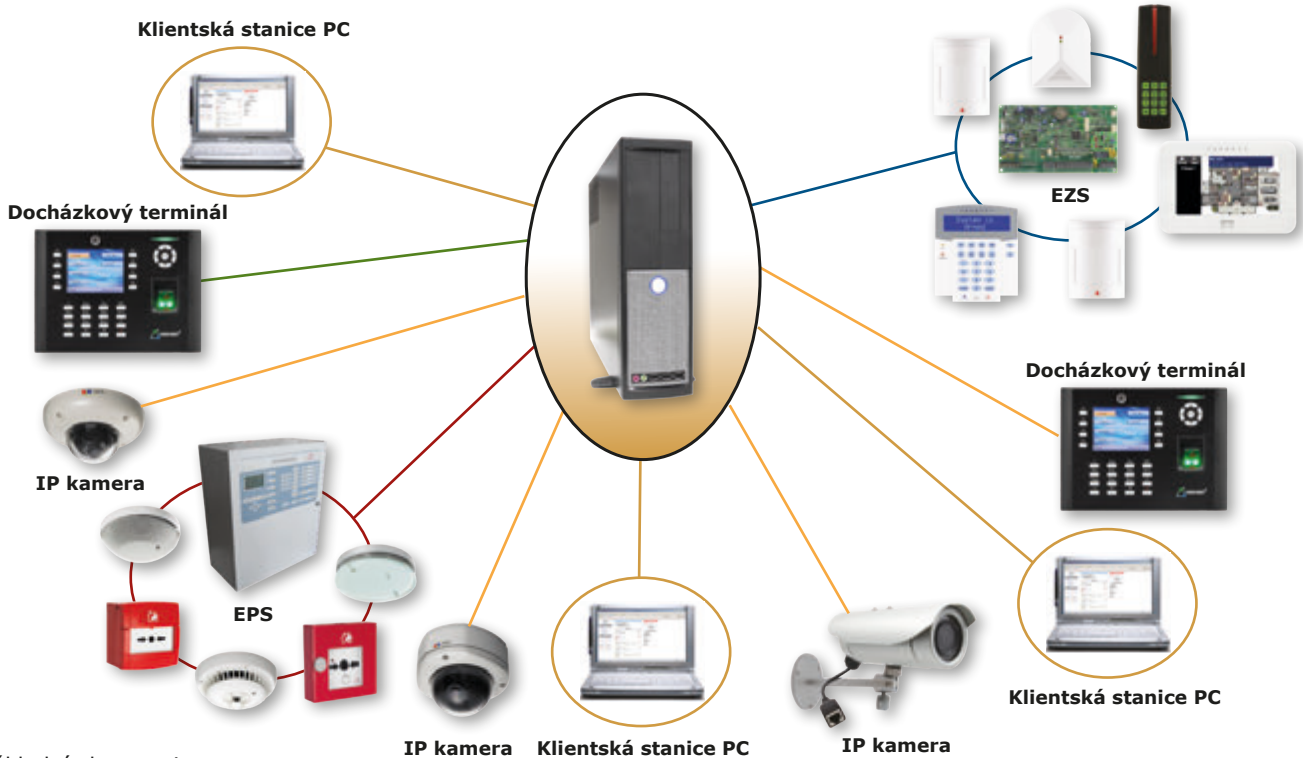 Klientská stanice PC
EZS
Docházkový terminál
Docházkový terminál
IP kamera
EPS
Klientská stanice PC
IP kamera
Klientská stanice PC
IP kamera